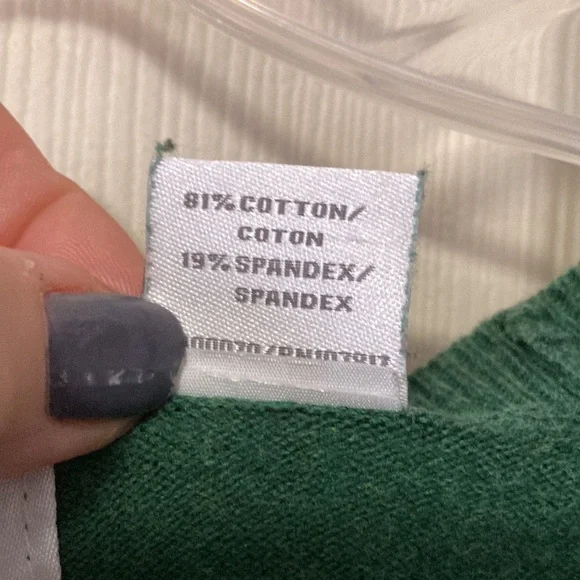 81% COTTON/
COTON
19% SPANDEX/
SPANDEX